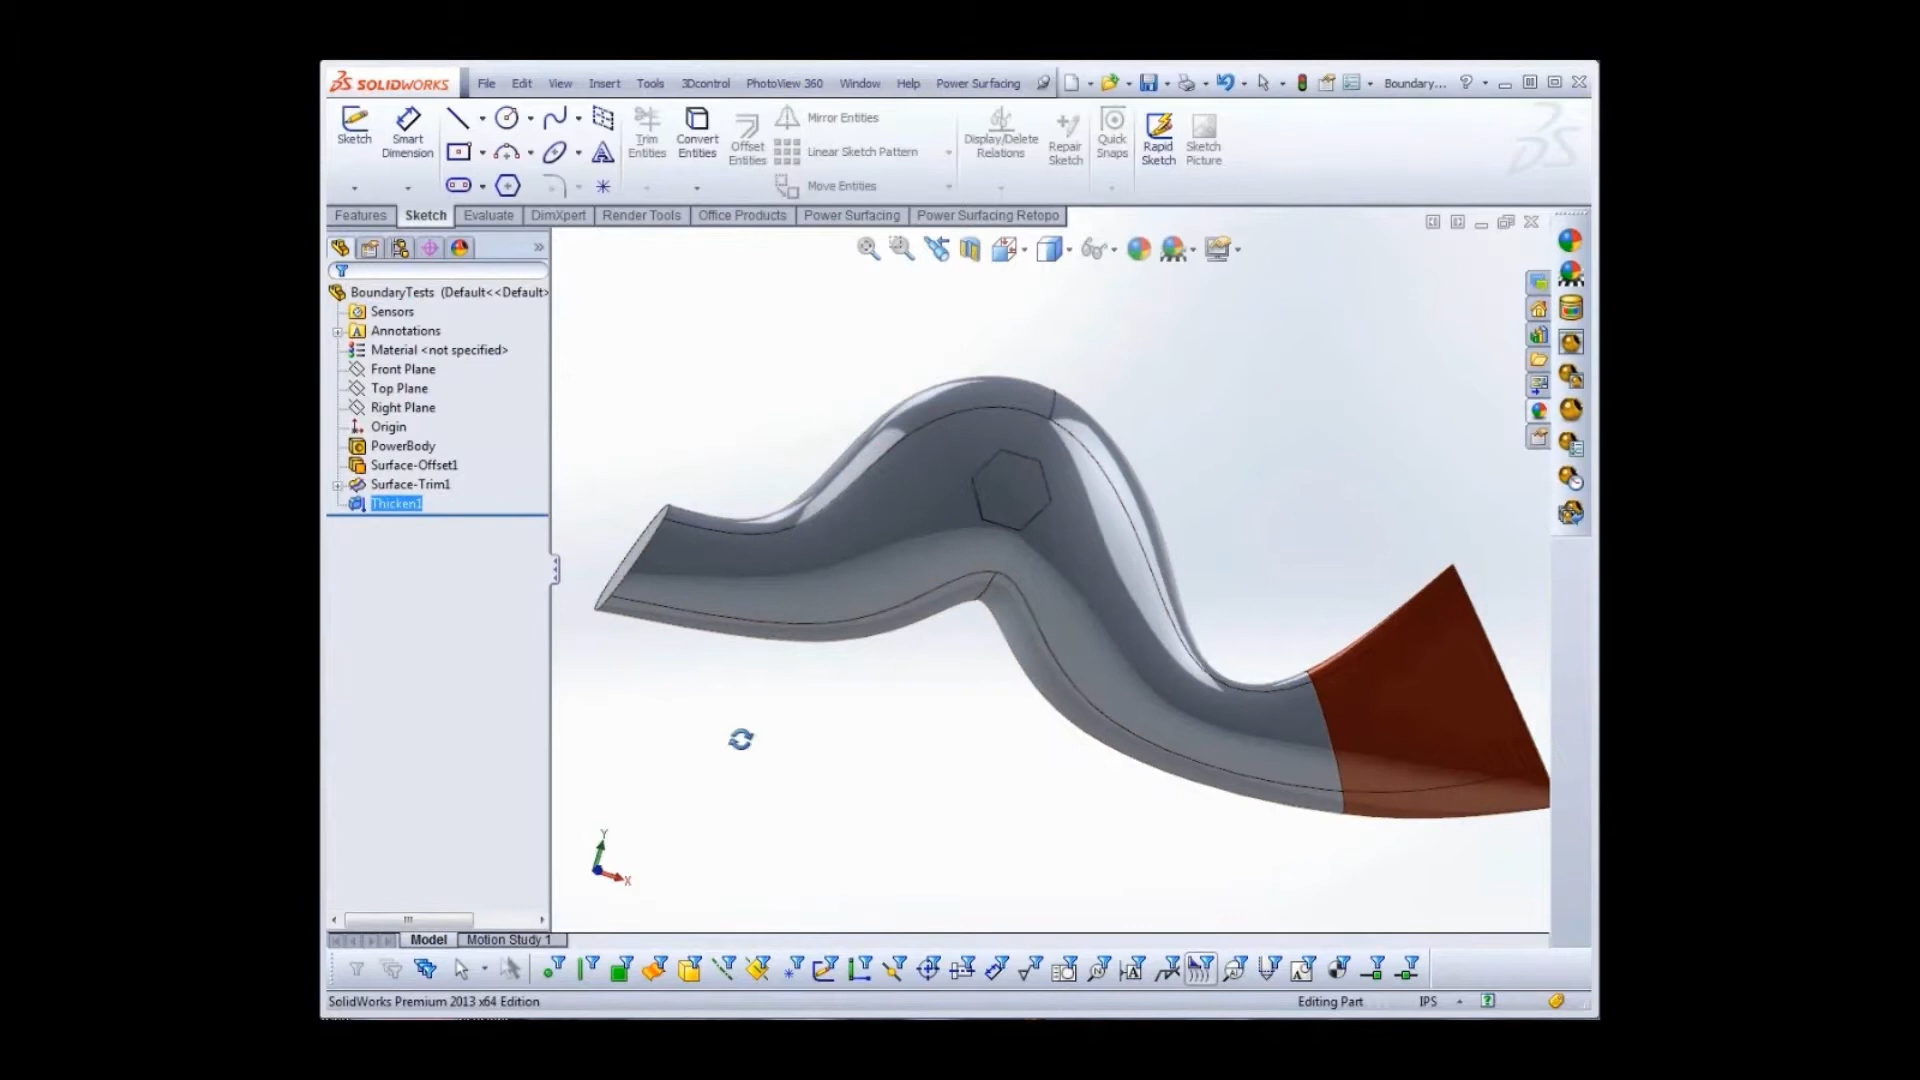 SOLIDWORKS File Edit View Insert Tools 3Dcontrol PhotoView 360 Window Help Power Surfacing Boundary... ?
Sketch Smart Dimension Trim Entities Convert Entities Offset Entities Mirror Entities Linear Sketch Pattern Move Entities Display/Delete Relations Repair Sketch Quick Snaps Rapid Sketch Sketch Picture
Features Sketch Evaluate DimXpert Render Tools Office Products Power Surfacing Power Surfacing Retopo
BoundaryTests (Default<<Default>
Sensors
Annotations
Material <not specified>
Front Plane
Top Plane
Right Plane
Origin
PowerBody
Surface-Offset1
Surface-Trim1
Thicken1
Y
X
Model Motion Study 1
SolidWorks Premium 2013 x64 Edition Editing Part IPS ?